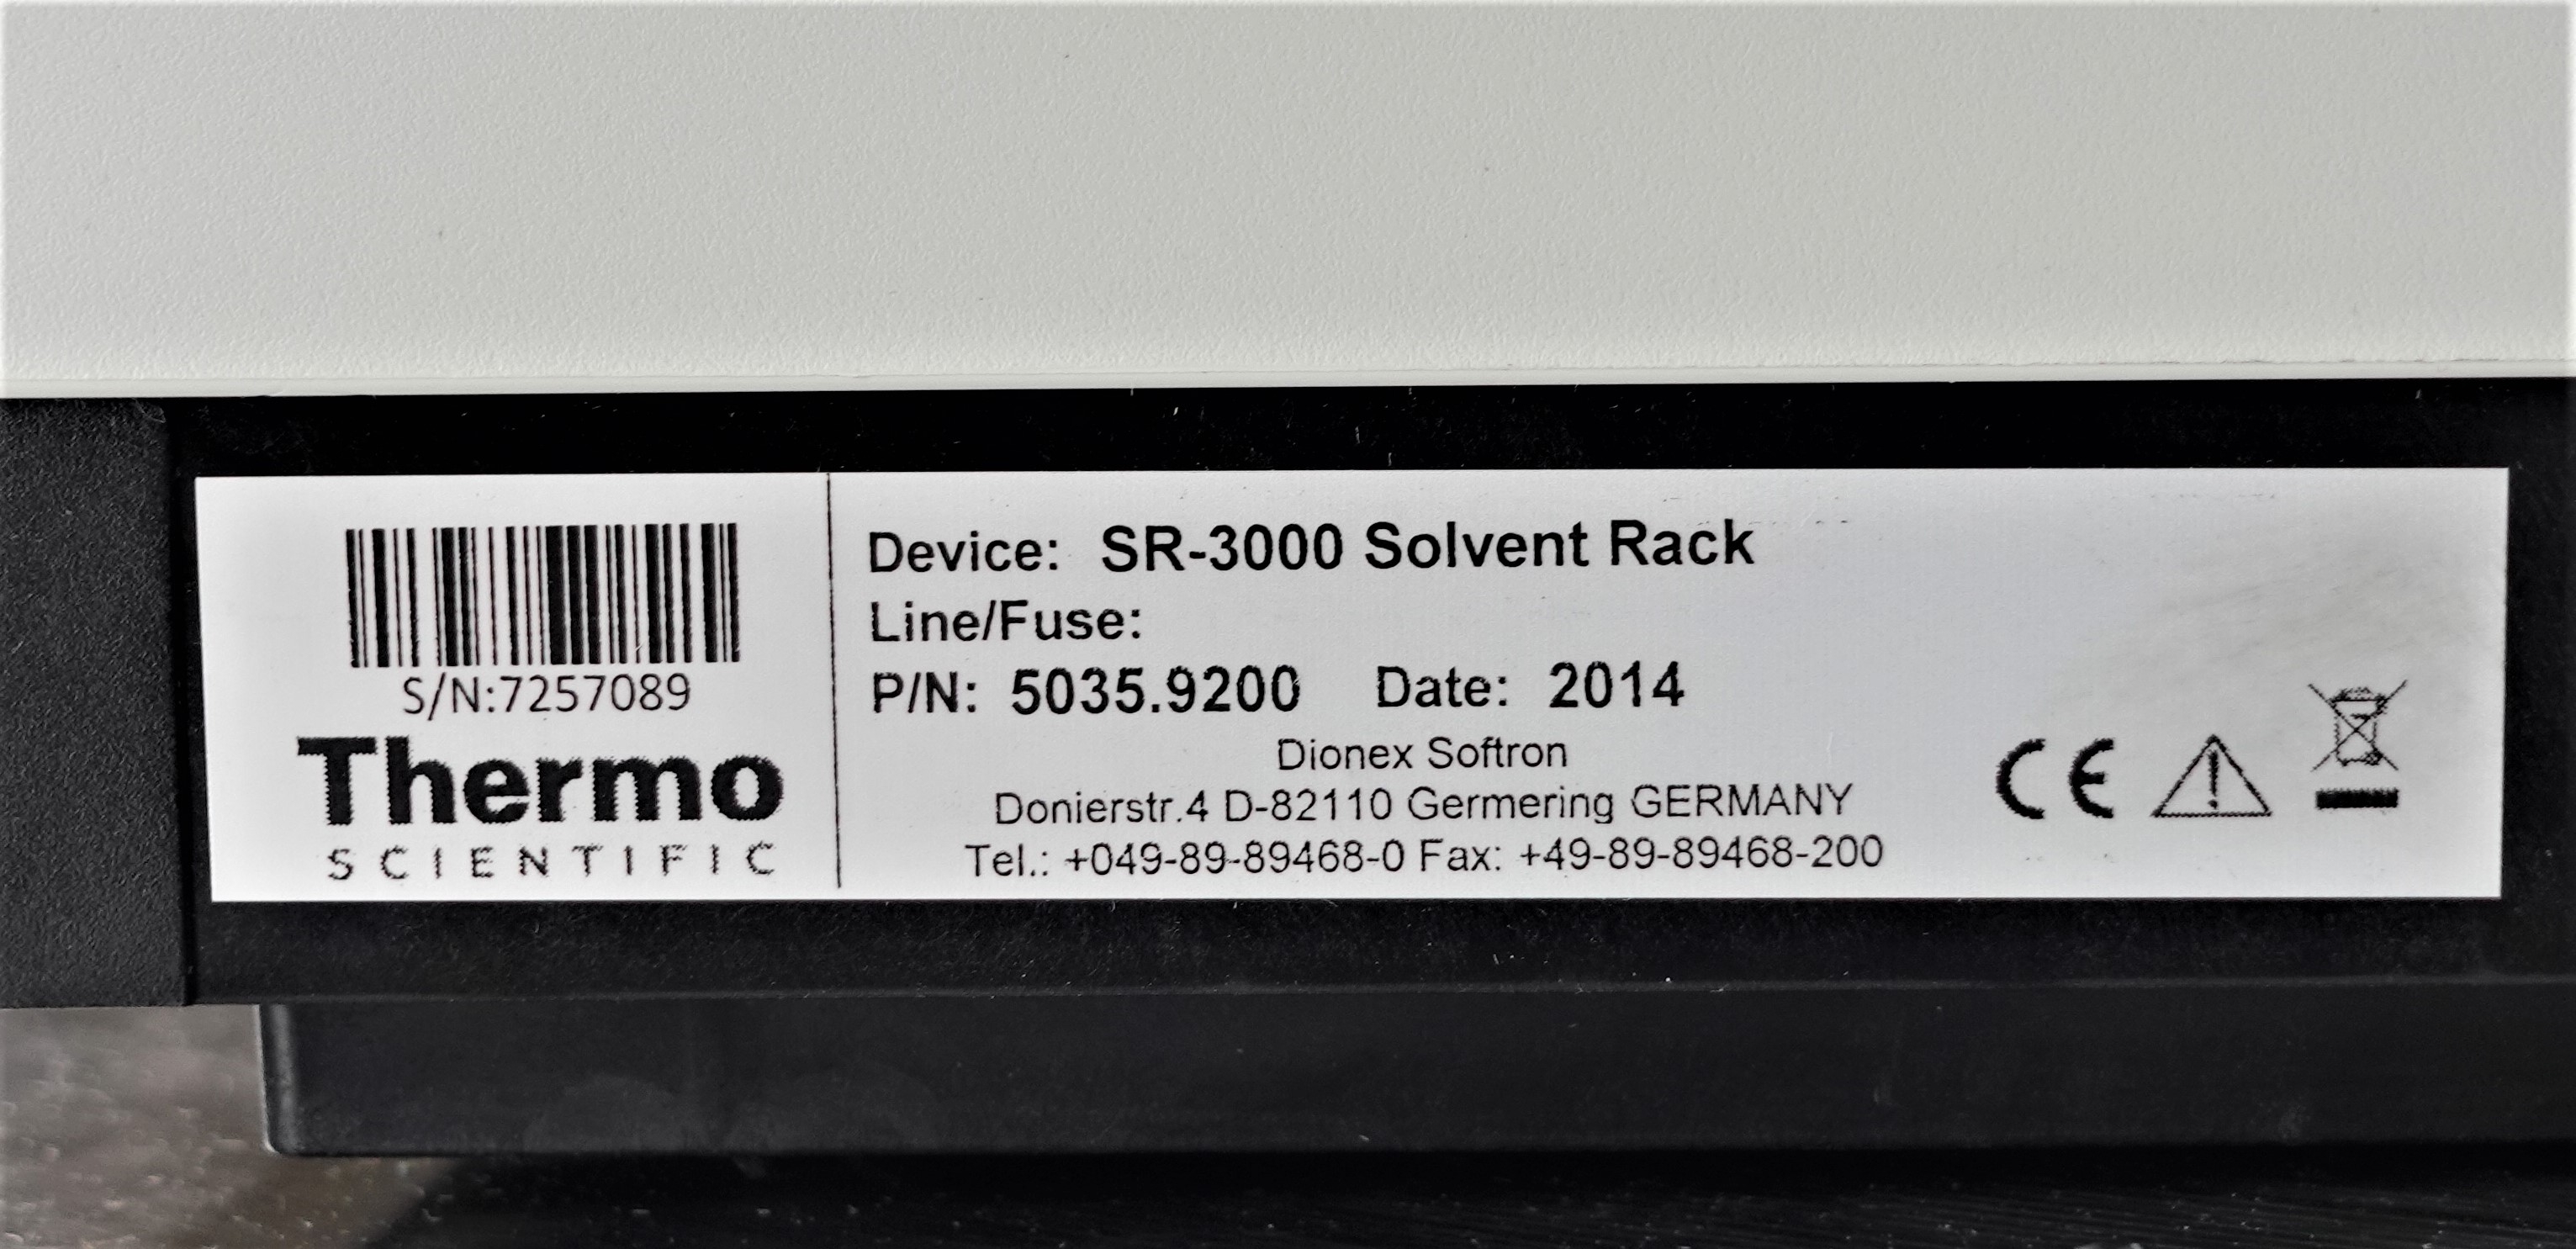 S/N:7257089
Thermo
SCIENTIFIC
Device: SR-3000 Solvent Rack
Line/Fuse:
P/N: 5035.9200 Date: 2014
Dionex Softron
Donierstr.4 D-82110 Germering GERMANY
Tel.: +049-89-89468-0 Fax: +49-89-89468-200
CE